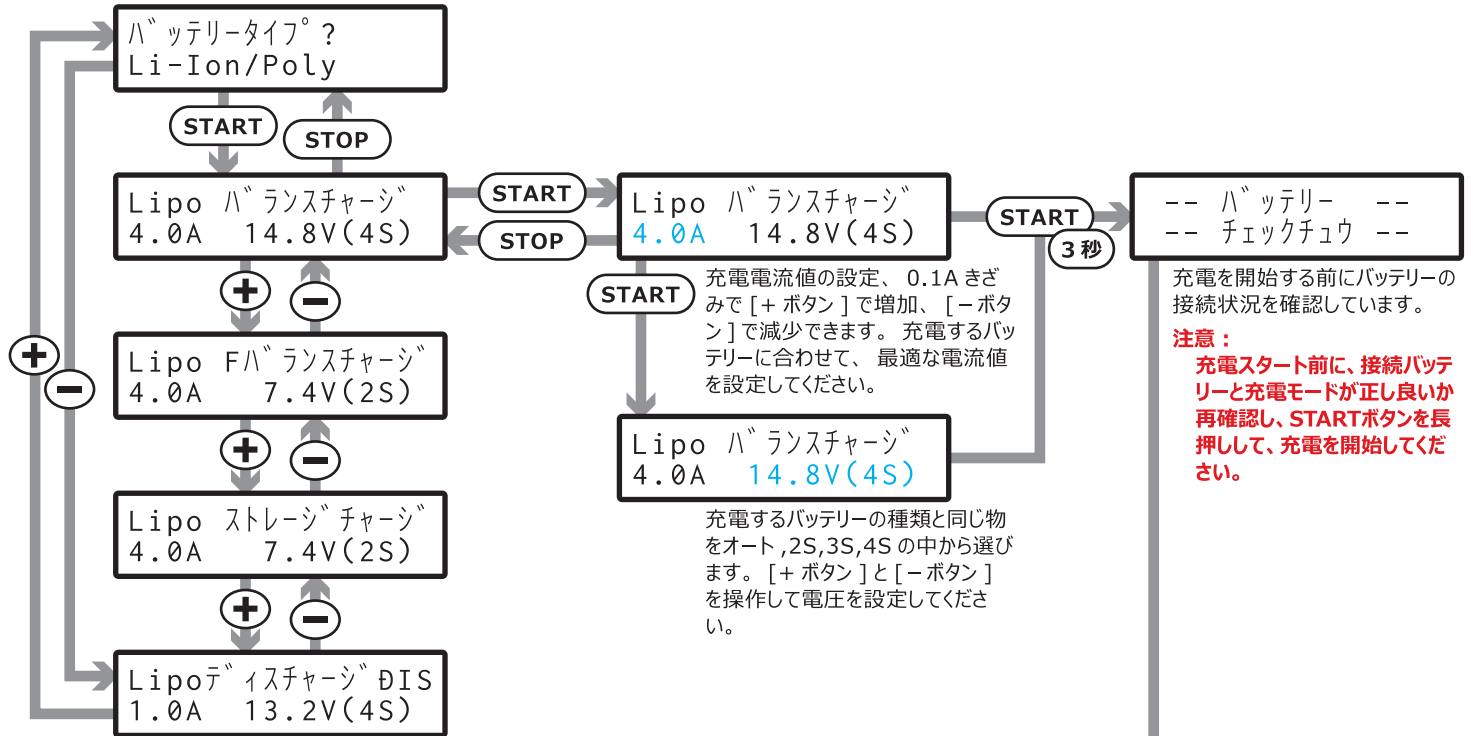 バッテリータイプ?
Li-Ion/Poly
START
STOP
Lipo バランスチャージ
4.0A 14.8V(4S)
START
STOP
Lipo バランスチャージ
4.0A 14.8V(4S)
START
3秒
-- バッテリー --
-- チェックチュウ --
START
充電電流値の設定、 0.1A きざ
みで [+ ボタン ] で増加、 [ －ボタ
ン ] で減少できます。 充電するバッ
テリーに合わせて、 最適な電流値
を設定してください。
充電を開始する前にバッテリーの
接続状況を確認しています。
注意：
充電スタート前に、接続バッテ
リーと充電モードが正し良いか
再確認し、STARTボタンを長
押しして、充電を開始してくだ
さい。
+
−
+
−
Lipo Fバランスチャージ
4.0A 7.4V(2S)
+
−
Lipo バランスチャージ
4.0A 14.8V(4S)
充電するバッテリーの種類と同じ物
をオート ,2S,3S,4S の中から選び
ます。 [+ ボタン ] と [ －ボタン ]
を操作して電圧を設定してくださ
い。
Lipo ストレージチャージ
4.0A 7.4V(2S)
+
−
Lipoディスチャージ ÐIS
1.0A 13.2V(4S)